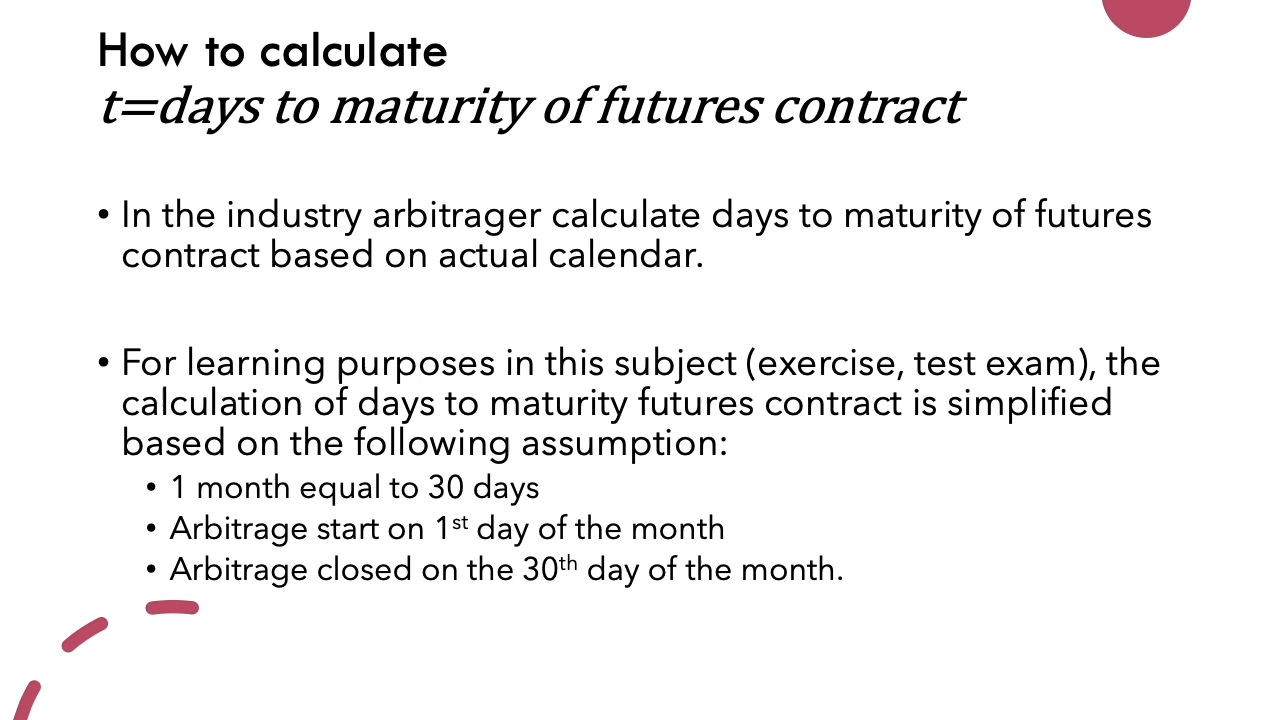 How to calculate
t=days to maturity of futures contract
• In the industry arbitrager calculate days to maturity of futures
contract based on actual calendar.
• For learning purposes in this subject (exercise, test exam), the
calculation of days to maturity futures contract is simplified
based on the following assumption:
• 1 month equal to 30 days
• Arbitrage start on 1st day of the month
• Arbitrage closed on the 30th day of the month.